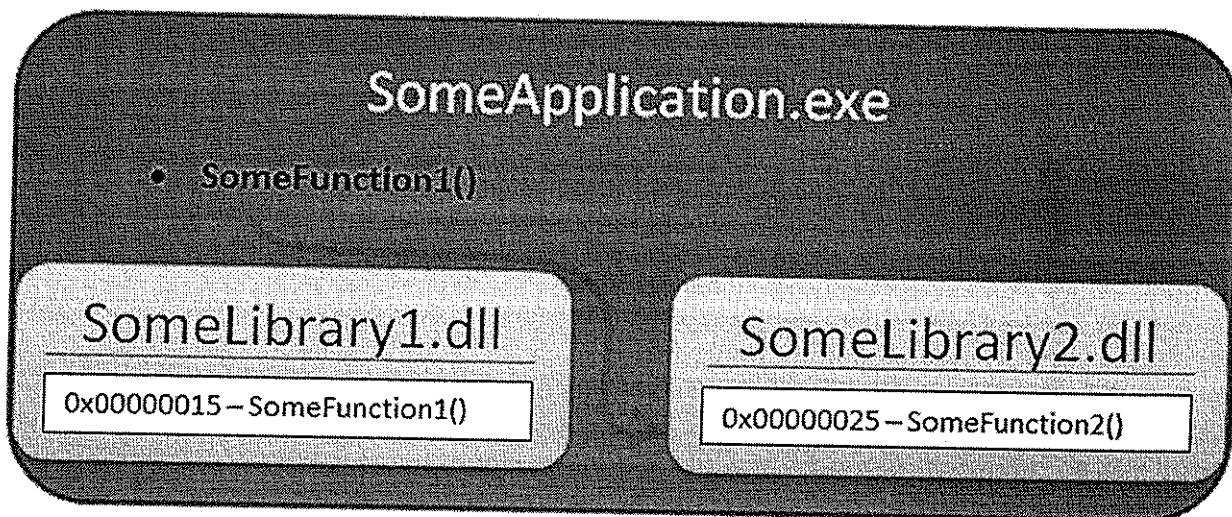 SomeApplication.exe
• SomeFunction1()
SomeLibrary1.dll
0x00000015 – SomeFunction1()
SomeLibrary2.dll
0x00000025 – SomeFunction2()